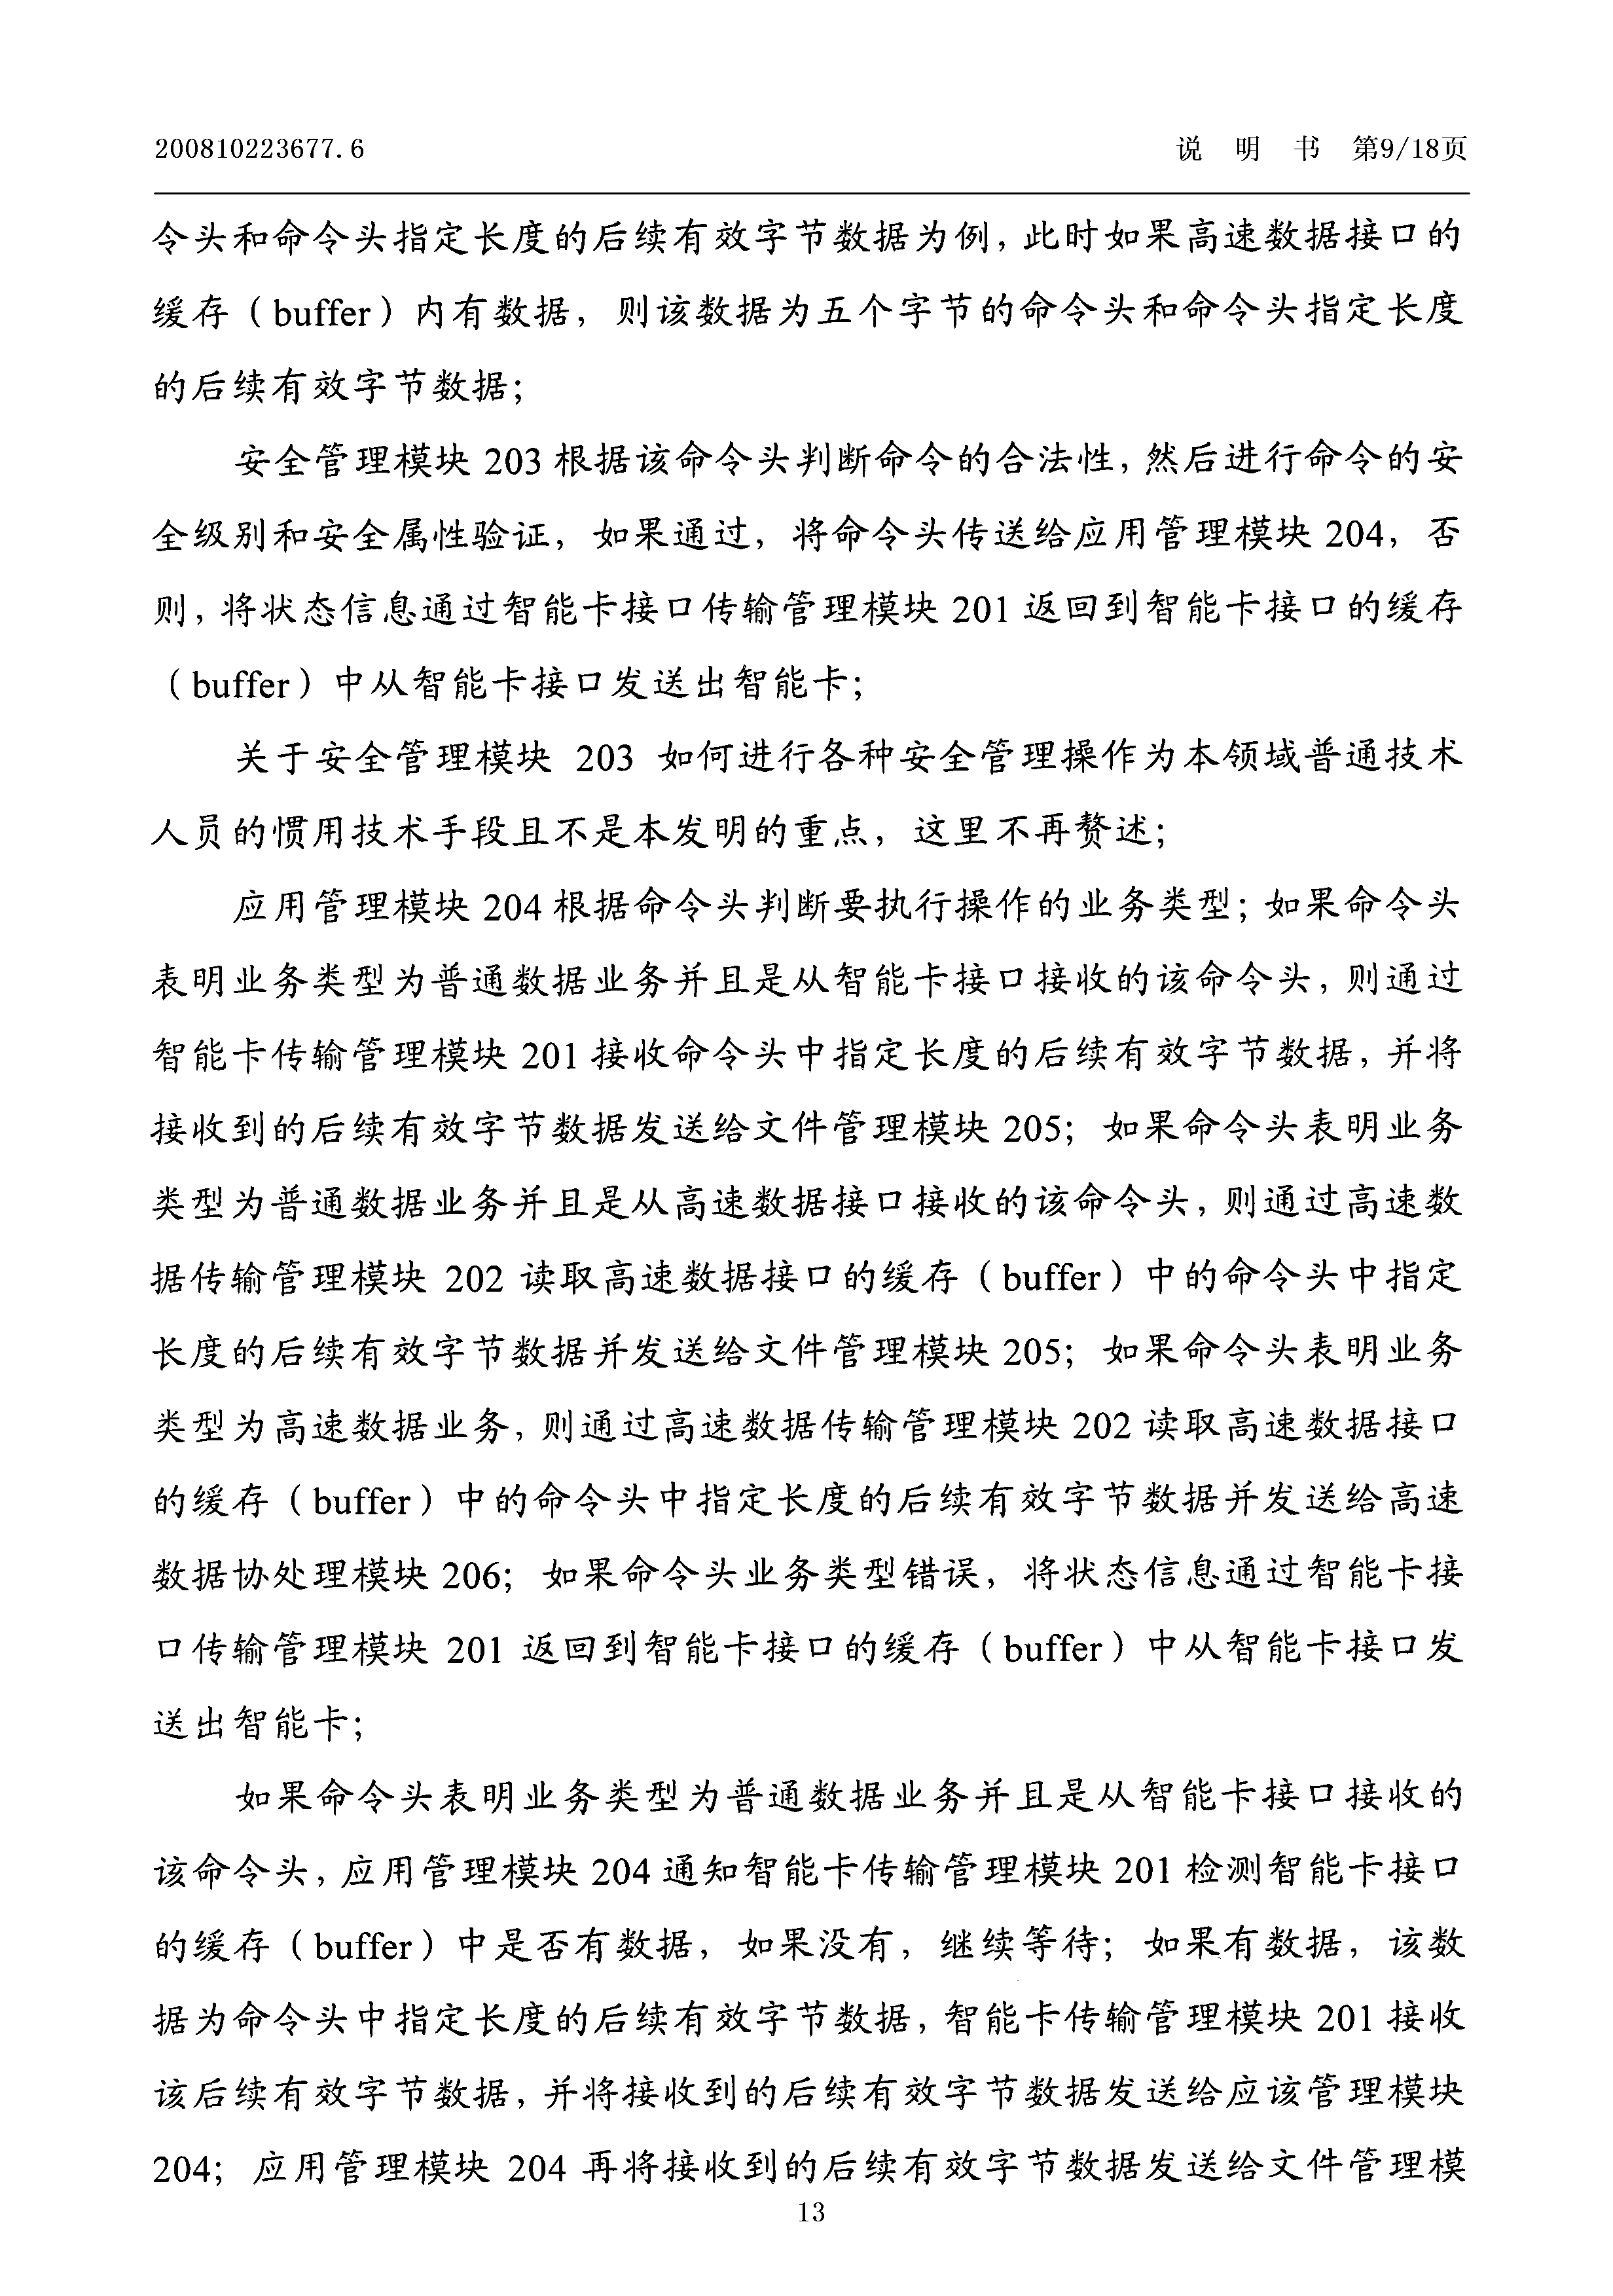 200810223677.6 说 明 书 第9/18页
令头和命令头指定长度的后续有效字节数据为例，此时如果高速数据接口的
缓存（buffer）内有数据，则该数据为五个字节的命令头和命令头指定长度
的后续有效字节数据；
安全管理模块 203 根据该命令头判断命令的合法性，然后进行命令的安
全级别和安全属性验证，如果通过，将命令头传送给应用管理模块 204，否
则，将状态信息通过智能卡接口传输管理模块 201 返回到智能卡接口的缓存
（buffer）中从智能卡接口发送出智能卡；
关于安全管理模块 203 如何进行各种安全管理操作为本领域普通技术
人员的惯用技术手段且不是本发明的重点，这里不再赘述；
应用管理模块 204 根据命令头判断要执行操作的业务类型；如果命令头
表明业务类型为普通数据业务并且是从智能卡接口接收的该命令头，则通过
智能卡传输管理模块 201 接收命令头中指定长度的后续有效字节数据，并将
接收到的后续有效字节数据发送给文件管理模块 205；如果命令头表明业务
类型为普通数据业务并且是从高速数据接口接收的该命令头，则通过高速数
据传输管理模块 202 读取高速数据接口的缓存（buffer）中的命令头中指定
长度的后续有效字节数据并发送给文件管理模块 205；如果命令头表明业务
类型为高速数据业务，则通过高速数据传输管理模块 202 读取高速数据接口
的缓存（buffer）中的命令头中指定长度的后续有效字节数据并发送给高速
数据协处理模块 206；如果命令头业务类型错误，将状态信息通过智能卡接
口传输管理模块 201 返回到智能卡接口的缓存（buffer）中从智能卡接口发
送出智能卡；
如果命令头表明业务类型为普通数据业务并且是从智能卡接口接收的
该命令头，应用管理模块 204 通知智能卡传输管理模块 201 检测智能卡接口
的缓存（buffer）中是否有数据，如果没有，继续等待；如果有数据，该数
据为命令头中指定长度的后续有效字节数据，智能卡传输管理模块 201 接收
该后续有效字节数据，并将接收到的后续有效字节数据发送给应该管理模块
204；应用管理模块 204 再将接收到的后续有效字节数据发送给文件管理模
13